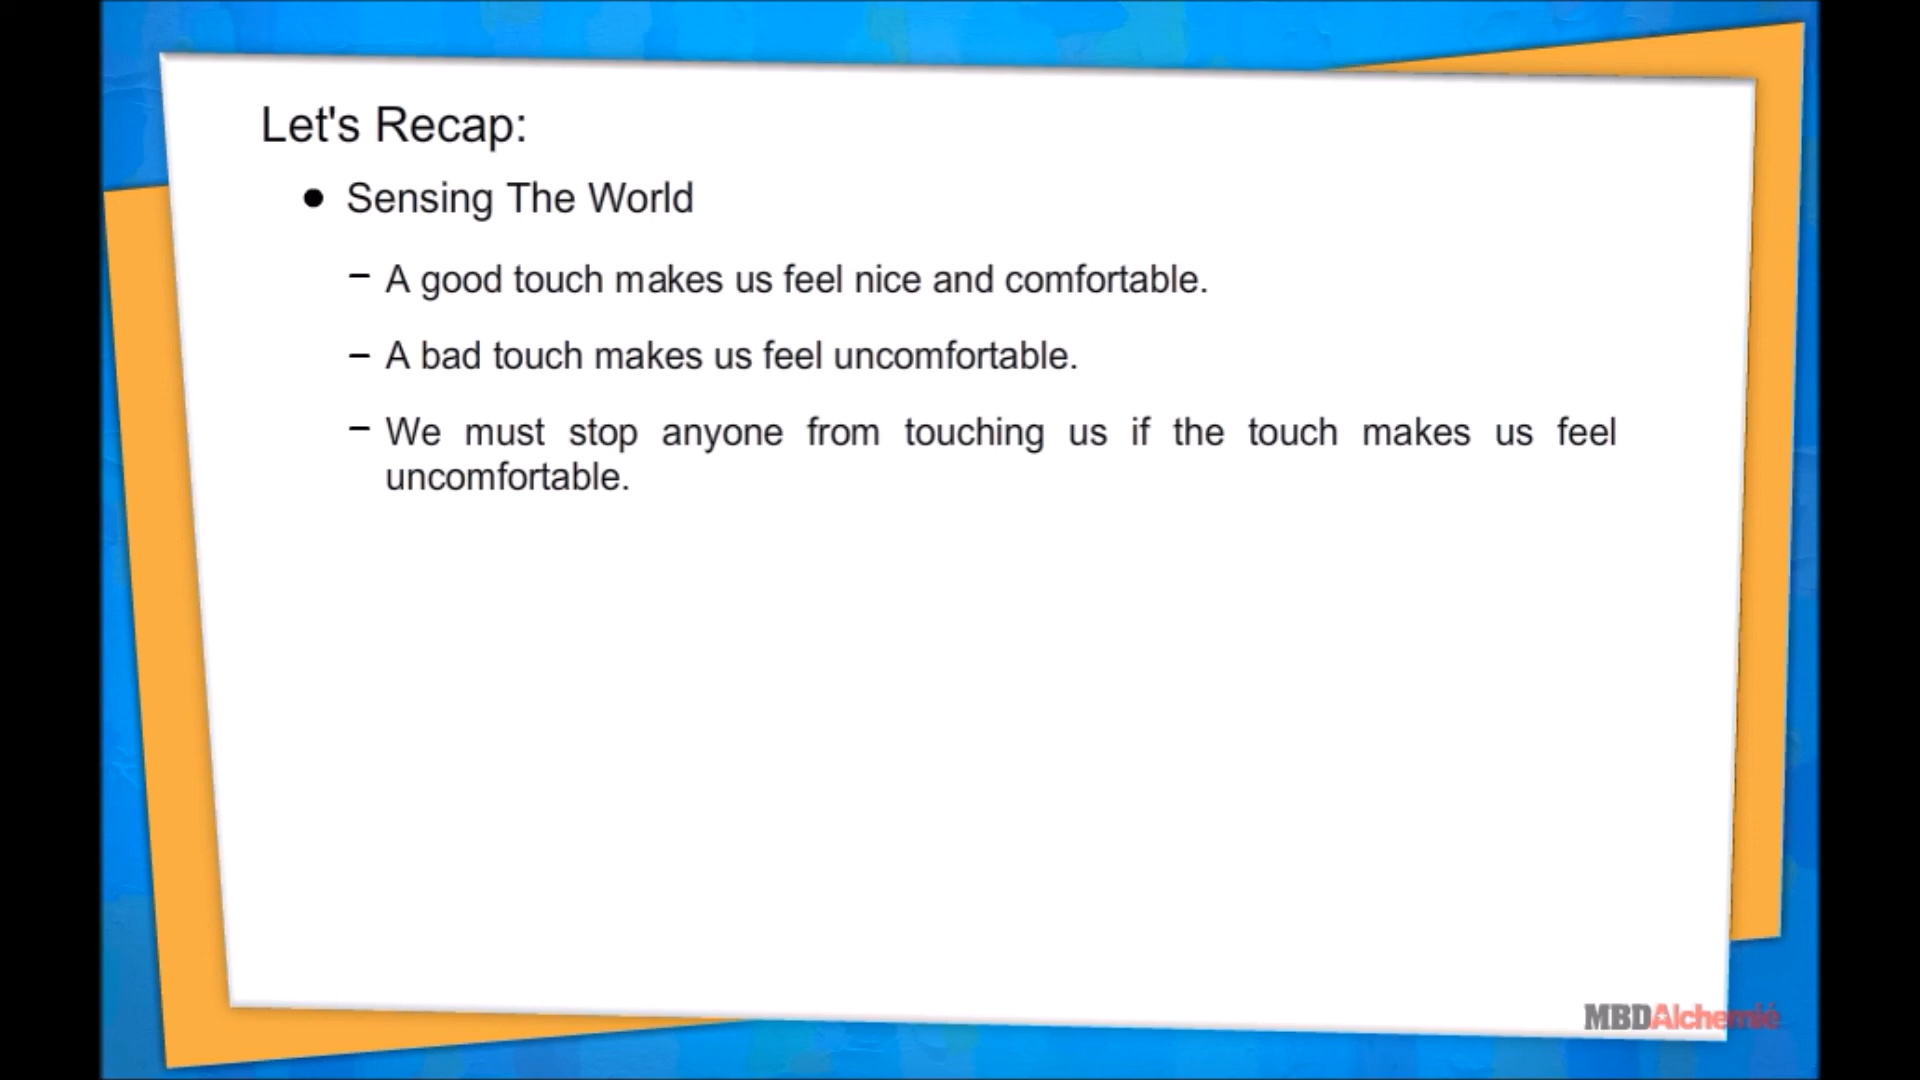 Let's Recap:
● Sensing The World
– A good touch makes us feel nice and comfortable.
– A bad touch makes us feel uncomfortable.
– We must stop anyone from touching us if the touch makes us feel
uncomfortable.
MBDAlchemie